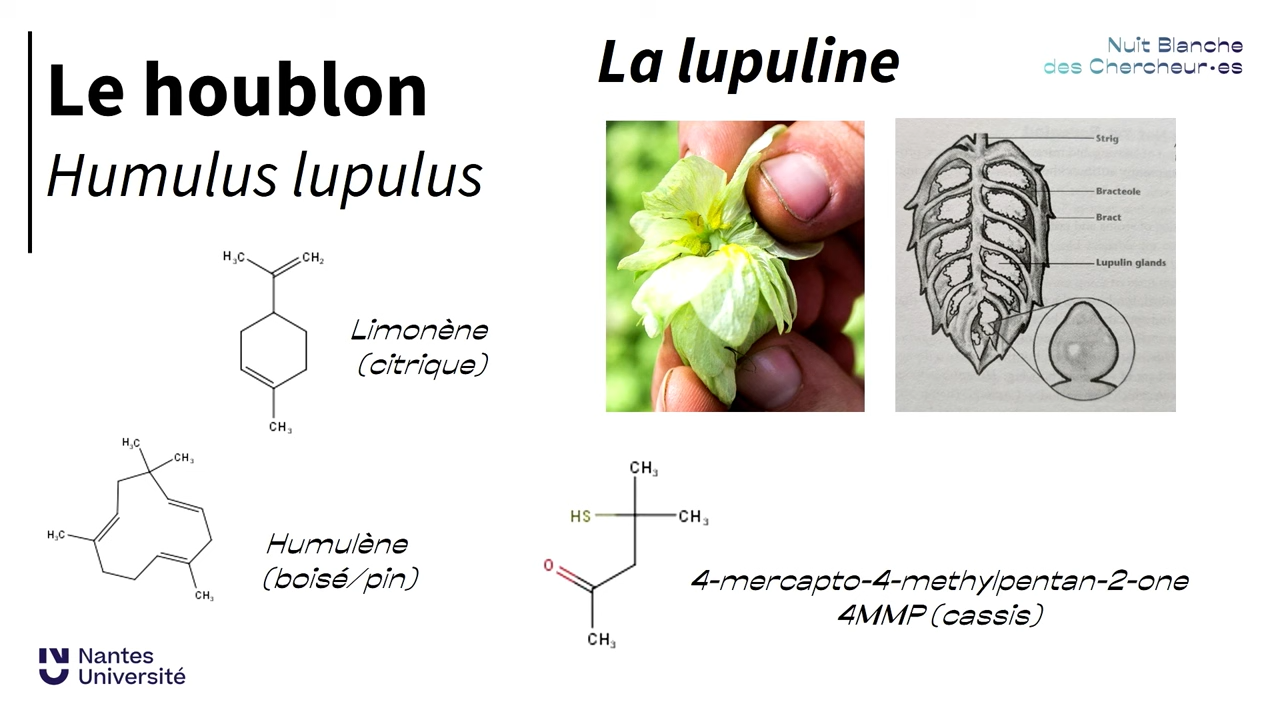 Le houblon
Humulus lupulus
La lupuline
Nuit Blanche
des Chercheur·es
Strig
Bracteole
Bract
Lupulin glands
H₃C
CH₂
CH₃
Limonène
(citrique)
H₃C
CH₃
H₃C
CH₃
Humulène
(boisé/pin)
CH₃
HS
CH₃
O
CH₃
4-mercapto-4-methylpentan-2-one
4MMP (cassis)
Nantes
Université